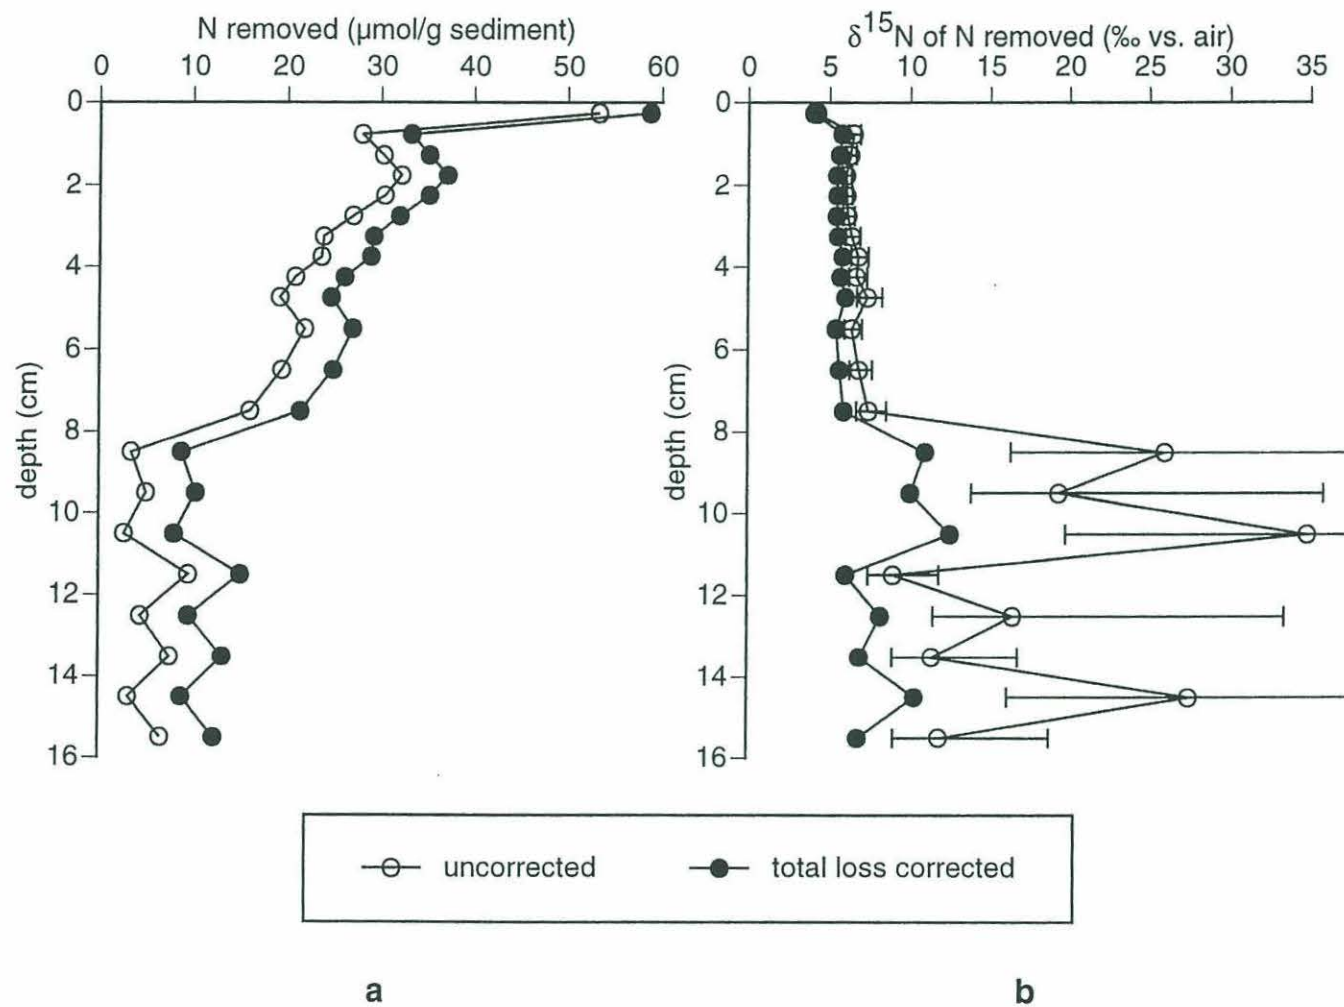 N removed (µmol/g sediment)
0 10 20 30 40 50 60
0
2
4
6
8
10
12
14
16
depth (cm)
δ15N of N removed (‰ vs. air)
0 5 10 15 20 25 30 35
0
2
4
6
8
10
12
14
16
depth (cm)
uncorrected total loss corrected
a b